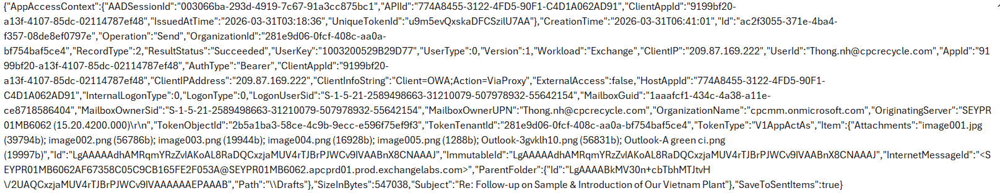 {"AppAccessContext":{"AADSessionId":"003066ba-293d-4919-7c67-91a3cc875bc1","APIId":"774A8455-3122-4FD5-90F1-C4D1A062AD91","ClientAppId":"9199bf20-
a13f-4107-85dc-02114787ef48","IssuedAtTime":"2026-03-31T03:18:36","UniqueTokenId":"u9m5evQxskaDFCSzilU7AA"},"CreationTime":"2026-03-31T06:41:01","Id":"ac2f3055-371e-4ba4-
f357-08de8ef0797e","Operation":"Send","OrganizationId":"281e9d06-0fcf-408c-aa0a-
bf754baf5ce4","RecordType":2,"ResultStatus":"Succeeded","UserKey":"1003200529B29D77","UserType":0,"Version":1,"Workload":"Exchange","ClientIP":"209.87.169.222","UserId":"Thong.nh@cpcrecycle.com","AppId":"91
99bf20-a13f-4107-85dc-02114787ef48","AuthType":"Bearer","ClientAppId":"9199bf20-
a13f-4107-85dc-02114787ef48","ClientIPAddress":"209.87.169.222","ClientInfoString":"Client=OWA;Action=ViaProxy","ExternalAccess":false,"HostAppId":"774A8455-3122-4FD5-90F1-
C4D1A062AD91","InternalLogonType":0,"LogonType":0,"LogonUserSid":"S-1-5-21-2589498663-31210079-507978932-55642154","MailboxGuid":"1aaafcf1-434c-4a38-a11e-
ce8718586404","MailboxOwnerSid":"S-1-5-21-2589498663-31210079-507978932-55642154","MailboxOwnerUPN":"Thong.nh@cpcrecycle.com","OrganizationName":"cpcmm.onmicrosoft.com","OriginatingServer":"SEYPR
01MB6062 (15.20.4200.000)\r\n","TokenObjectId":"2b5a1ba3-58ce-4c9b-9ecc-e596f75ef9f3","TokenTenantId":"281e9d06-0fcf-408c-aa0a-bf754baf5ce4","TokenType":"V1AppActAs","Item":{"Attachments":"image001.jpg
(39794b); image002.png (56786b); image003.png (19944b); image004.png (16928b); image005.png (1288b); Outlook-3gvklh10.png (56831b); Outlook-A green ci.png
(19997b)","Id":"LgAAAAAdhAMRqmYRzZvlAKoAL8RaDQCxzjaMUV4rTJBrPJWCv9lVAABnX8CNAAAJ","ImmutableId":"LgAAAAAdhAMRqmYRzZvlAKoAL8RaDQCxzjaMUV4rTJBrPJWCv9lVAABnX8CNAAAJ","InternetMessageId":"<S
EYPR01MB6062AF67358C05C9CB165FE2F053A@SEYPR01MB6062.apcprd01.prod.exchangelabs.com>","ParentFolder":{"Id":"LgAAAABkMV30n+cbTbhMTJtvH
\/2UAQCxzjaMUV4rTJBrPJWCv9lVAAAAAAEPAAAB","Path":"\\Drafts"},"SizeInBytes":547038,"Subject":"Re: Follow-up on Sample & Introduction of Our Vietnam Plant"},"SaveToSentItems":true}